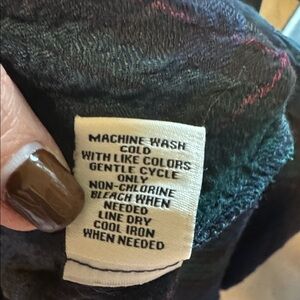 MACHINE WASH
COLD
WITH LIKE COLORS
GENTLE CYCLE
ONLY
NON-CHLORINE
BLEACH WHEN
NEEDED
LINE DRY
COOL IRON
WHEN NEEDED